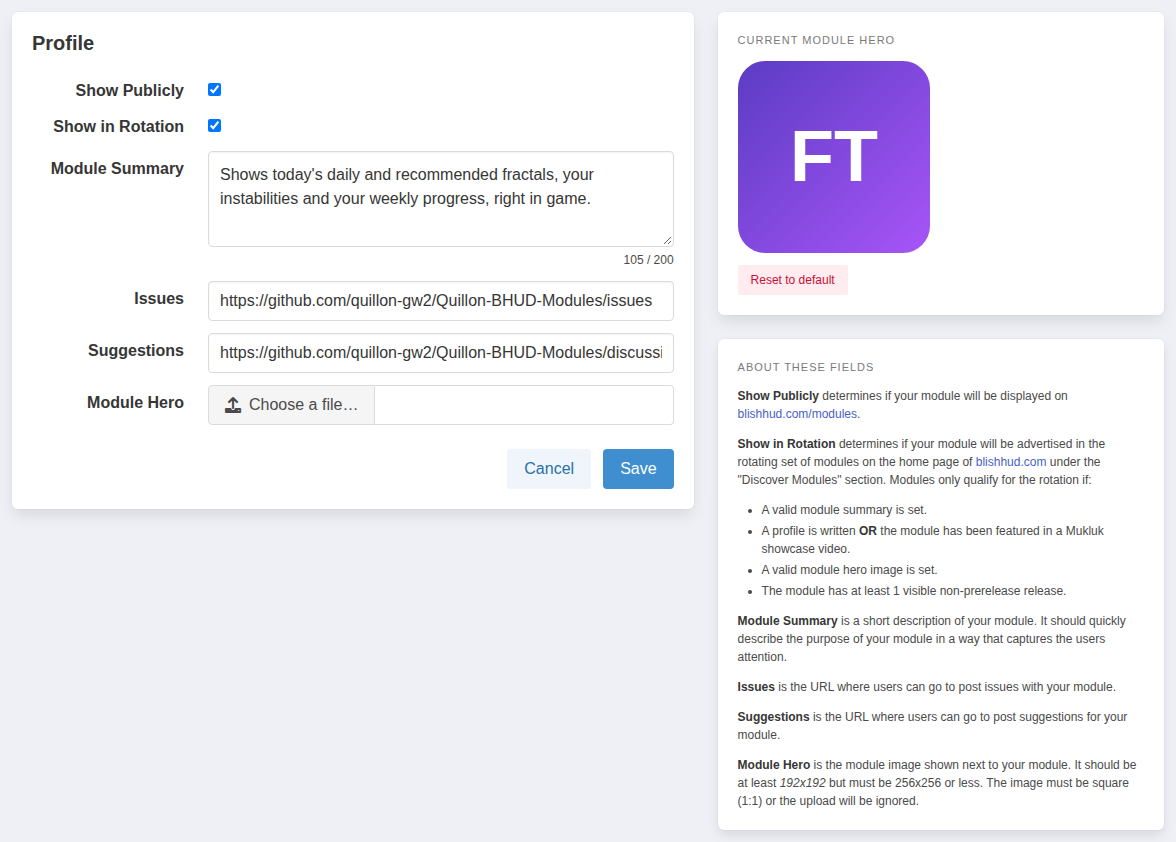 Profile
Show Publicly
Show in Rotation
Module Summary
Shows today's daily and recommended fractals, your
instabilities and your weekly progress, right in game.
105 / 200
Issues
https://github.com/quillon-gw2/Quillon-BHUD-Modules/issues
Suggestions
https://github.com/quillon-gw2/Quillon-BHUD-Modules/discussi
Module Hero
Choose a file…
Cancel
Save
CURRENT MODULE HERO
FT
Reset to default
ABOUT THESE FIELDS
Show Publicly determines if your module will be displayed on
blishhud.com/modules.
Show in Rotation determines if your module will be advertised in the
rotating set of modules on the home page of blishhud.com under the
"Discover Modules" section. Modules only qualify for the rotation if:
A valid module summary is set.
A profile is written OR the module has been featured in a Mukluk
showcase video.
A valid module hero image is set.
The module has at least 1 visible non-prerelease release.
Module Summary is a short description of your module. It should quickly
describe the purpose of your module in a way that captures the users
attention.
Issues is the URL where users can go to post issues with your module.
Suggestions is the URL where users can go to post suggestions for your
module.
Module Hero is the module image shown next to your module. It should be
at least 192x192 but must be 256x256 or less. The image must be square
(1:1) or the upload will be ignored.